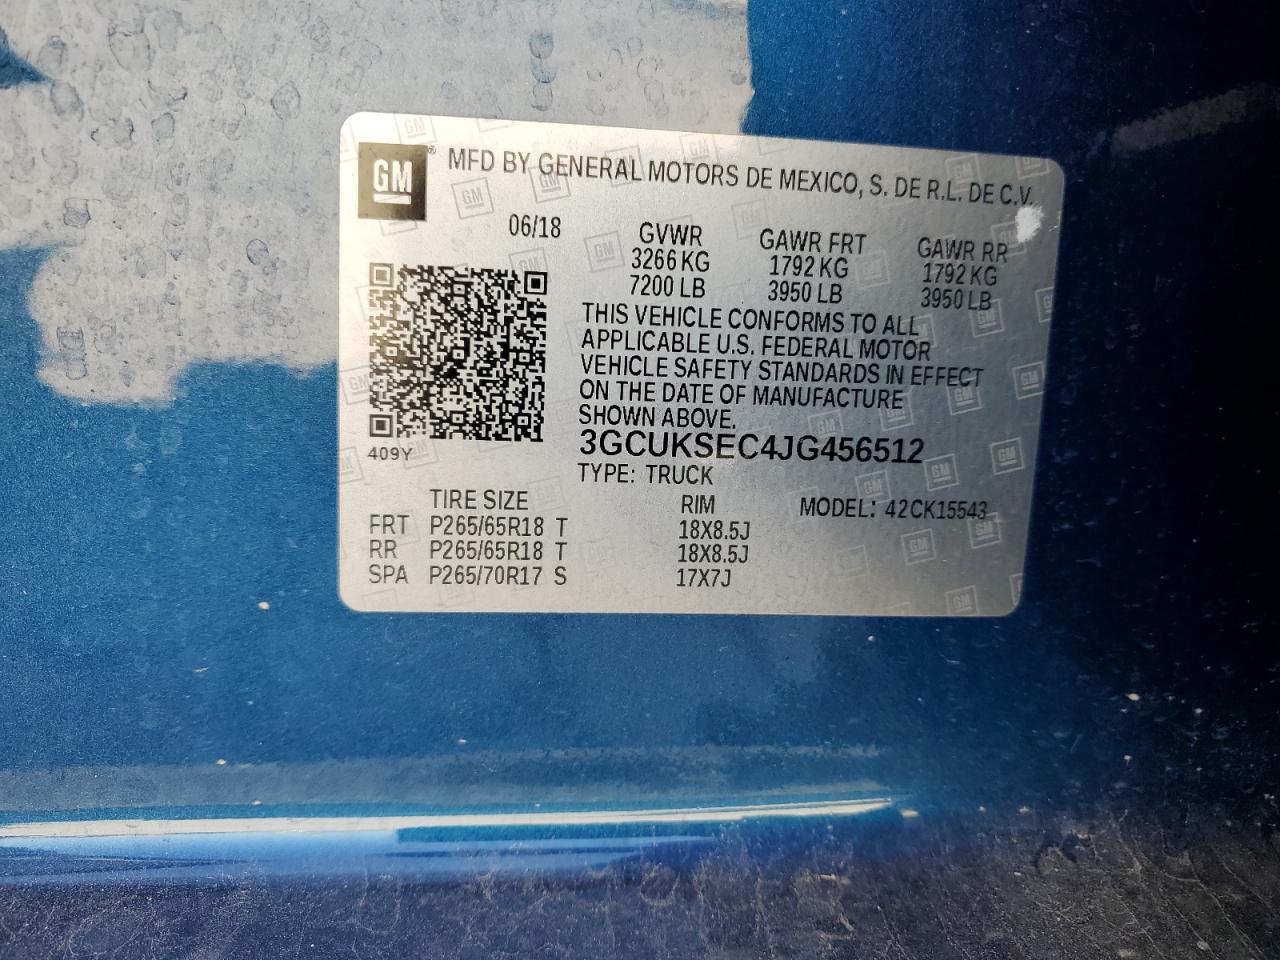 GM® MFD BY GENERAL MOTORS DE MEXICO, S. DE R.L. DE C.V.
06/18 GVWR GAWR FRT GAWR RR
3266 KG 1792 KG 1792 KG
7200 LB 3950 LB 3950 LB
THIS VEHICLE CONFORMS TO ALL
APPLICABLE U.S. FEDERAL MOTOR
VEHICLE SAFETY STANDARDS IN EFFECT
ON THE DATE OF MANUFACTURE
SHOWN ABOVE.
409Y 3GCUKSEC4JG456512
TYPE: TRUCK
TIRE SIZE RIM MODEL: 42CK15543
FRT P265/65R18 T 18X8.5J
RR P265/65R18 T 18X8.5J
SPA P265/70R17 S 17X7J